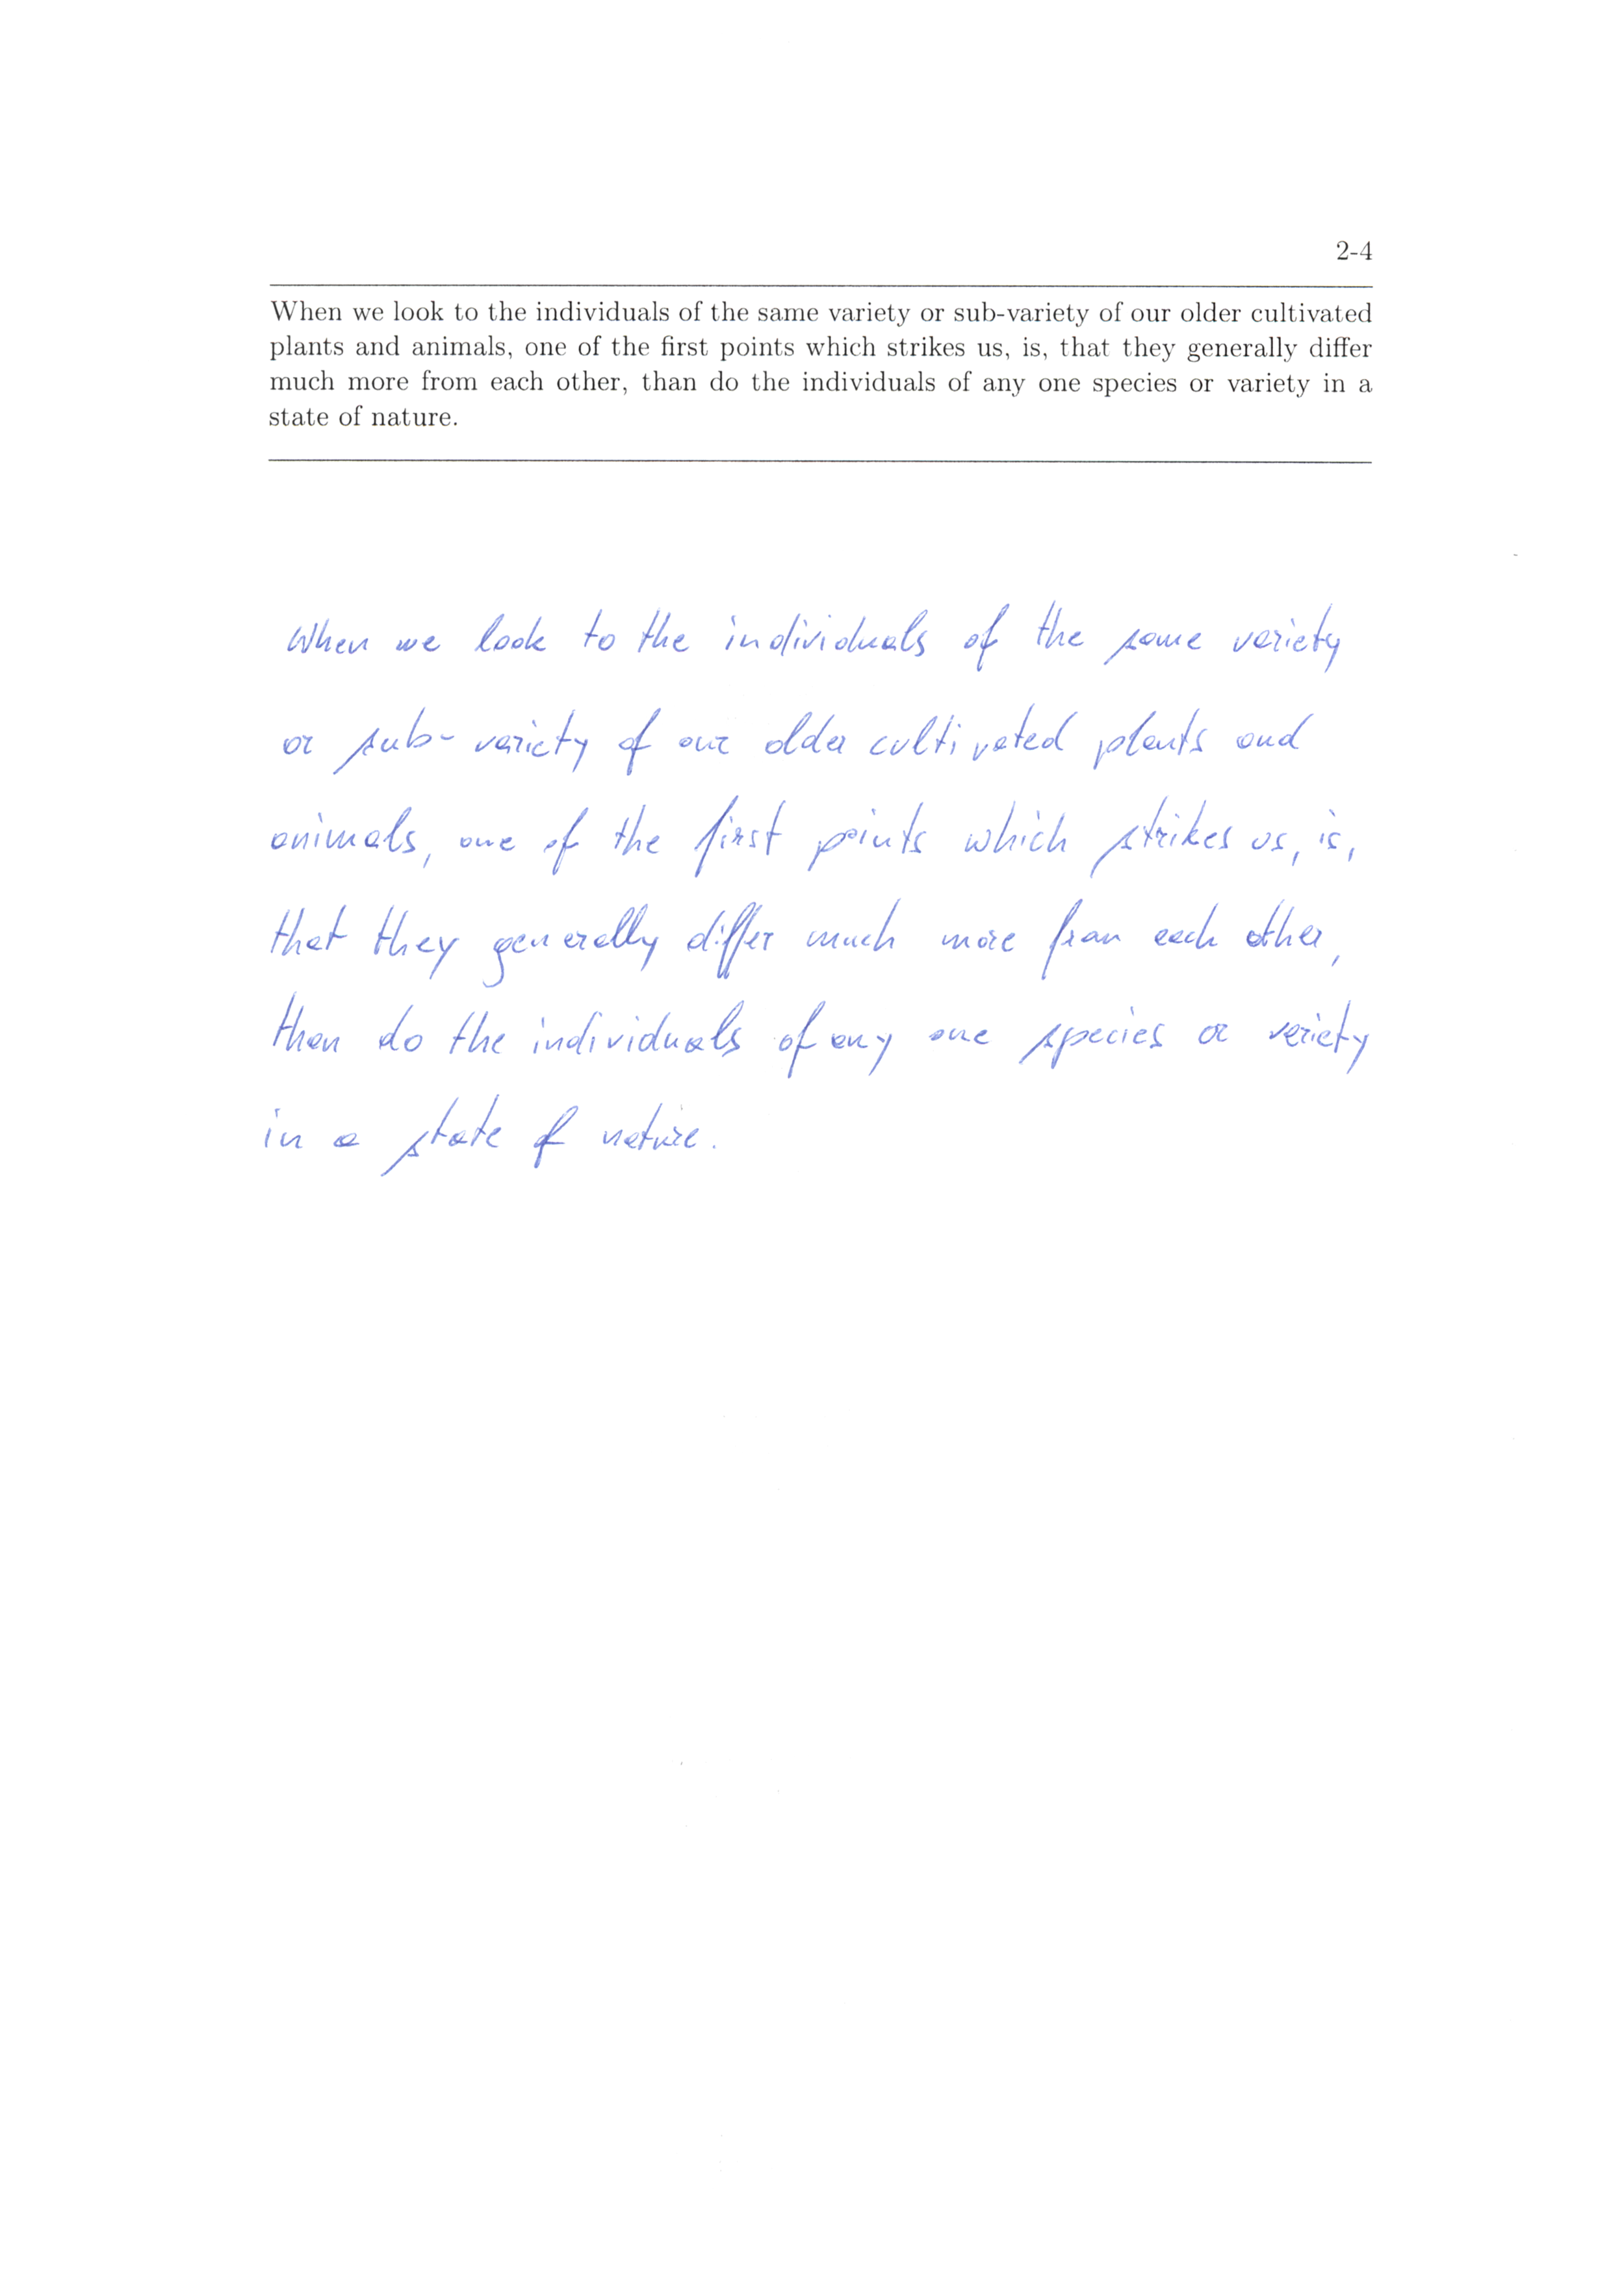 2-4
When we look to the individuals of the same variety or sub-variety of our older cultivated
plants and animals, one of the first points which strikes us, is, that they generally differ
much more from each other, than do the individuals of any one species or variety in a
state of nature.
When we look to the individuals of the same variety
or sub-variety of our older cultivated plants and
animals, one of the first points which strikes us, is,
that they generally differ much more from each other,
than do the individuals of any one species or variety
in a state of nature.